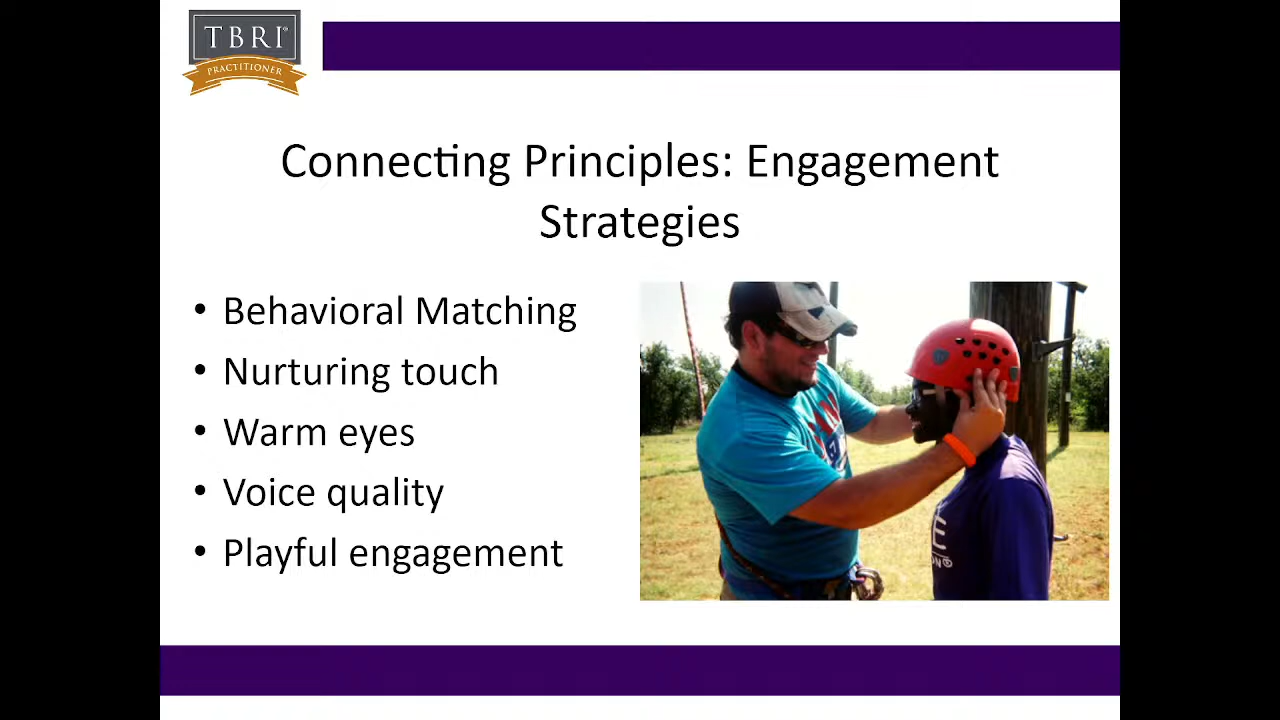 TBRI®
PRACTITIONER
Connecting Principles: Engagement
Strategies
• Behavioral Matching
• Nurturing touch
• Warm eyes
• Voice quality
• Playful engagement